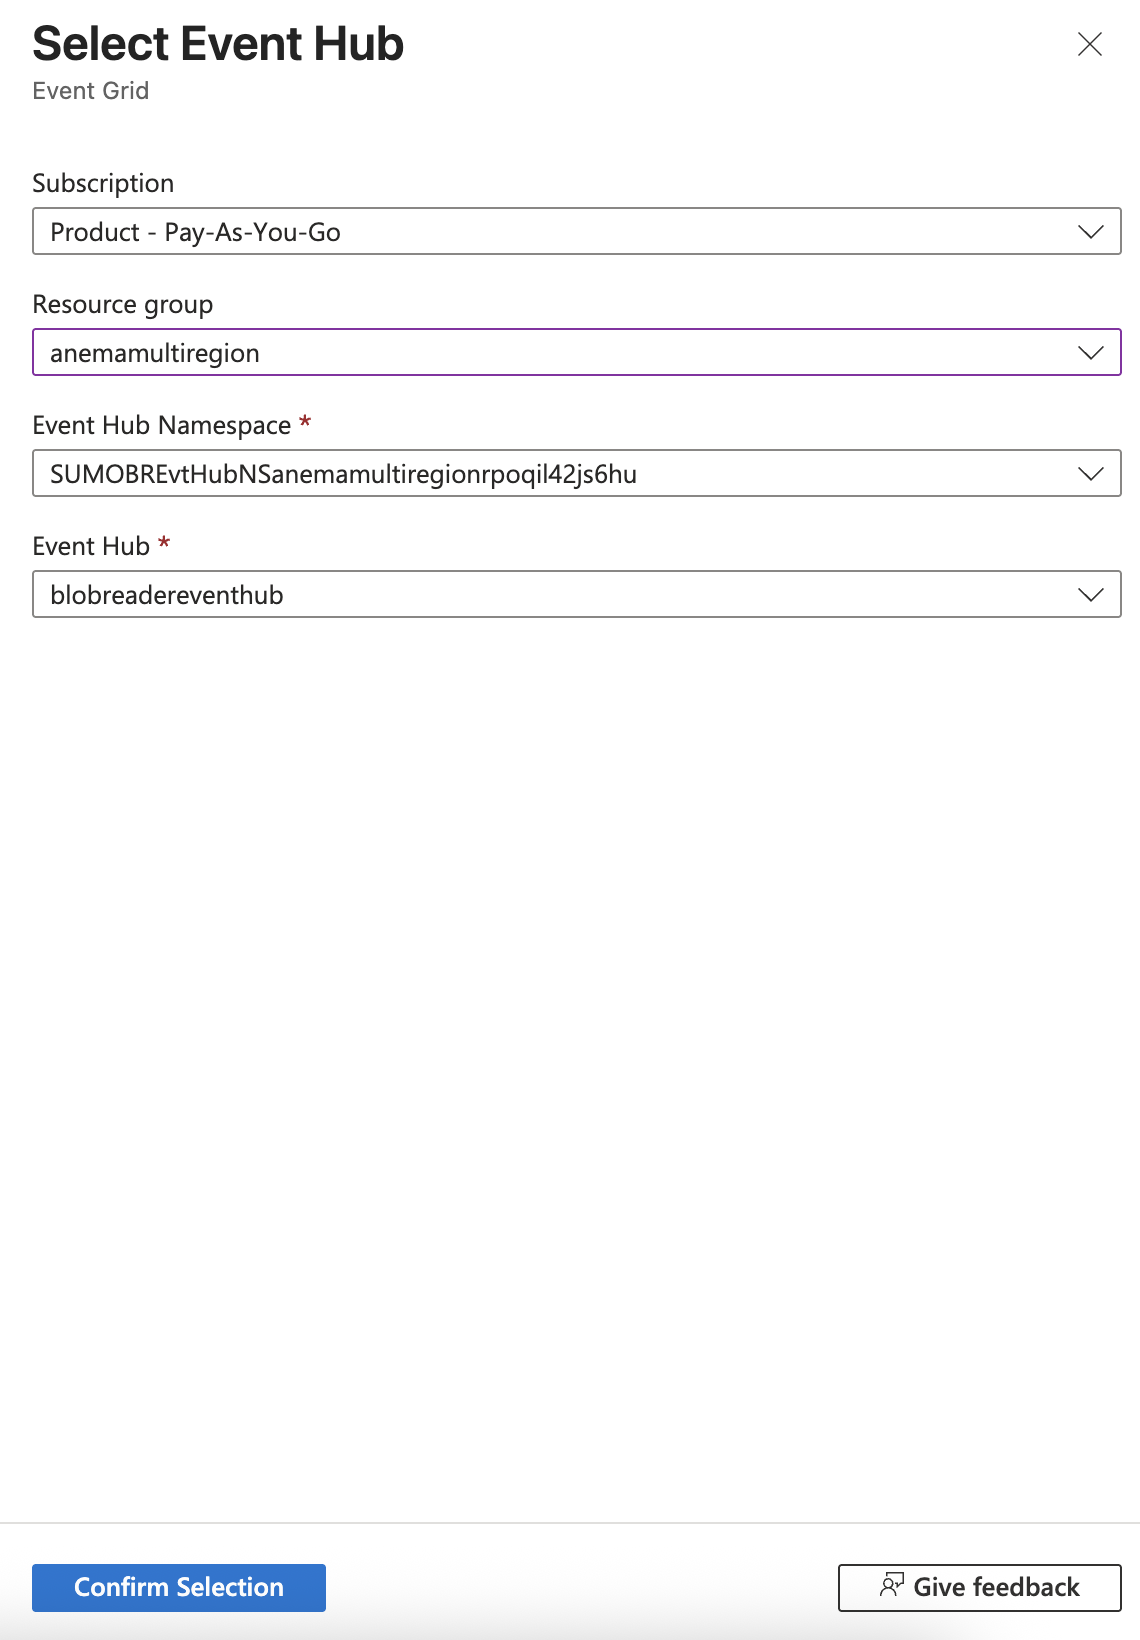 Select Event Hub
Event Grid
Subscription
Product - Pay-As-You-Go
Resource group
anemamultiregion
Event Hub Namespace *
SUMOBREvtHubNSanemamultiregionrpoqil42js6hu
Event Hub *
blobreadereventhub
Confirm Selection
Give feedback